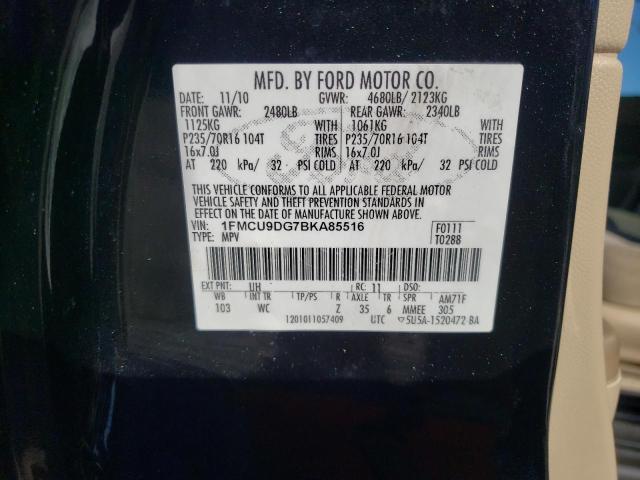 MFD. BY FORD MOTOR CO.
DATE: 11/10 GVWR: 4680LB/ 2123KG
FRONT GAWR: 2480LB REAR GAWR: 2340LB
1125KG WITH 1061KG WITH
P235/70R16 104T TIRES P235/70R16 104T TIRES
16x7.0J RIMS 16x7.0J RIMS
AT 220 kPa/ 32 PSI COLD AT 220 kPa/ 32 PSI COLD
THIS VEHICLE CONFORMS TO ALL APPLICABLE FEDERAL MOTOR
VEHICLE SAFETY AND THEFT PREVENTION STANDARDS IN
EFFECT ON THE DATE OF MANUFACTURE SHOWN ABOVE.
VIN: 1FMCU9DG7BKA85516 F0111
TYPE: MPV T0288
EXT PNT: UH RC: 11 DSO:
WB INT TR TP/PS R AXLE TR SPR AM71F
103 WC Z 35 6 MMEE 305
1201011057409 UTC 5U5A-1520472 BA